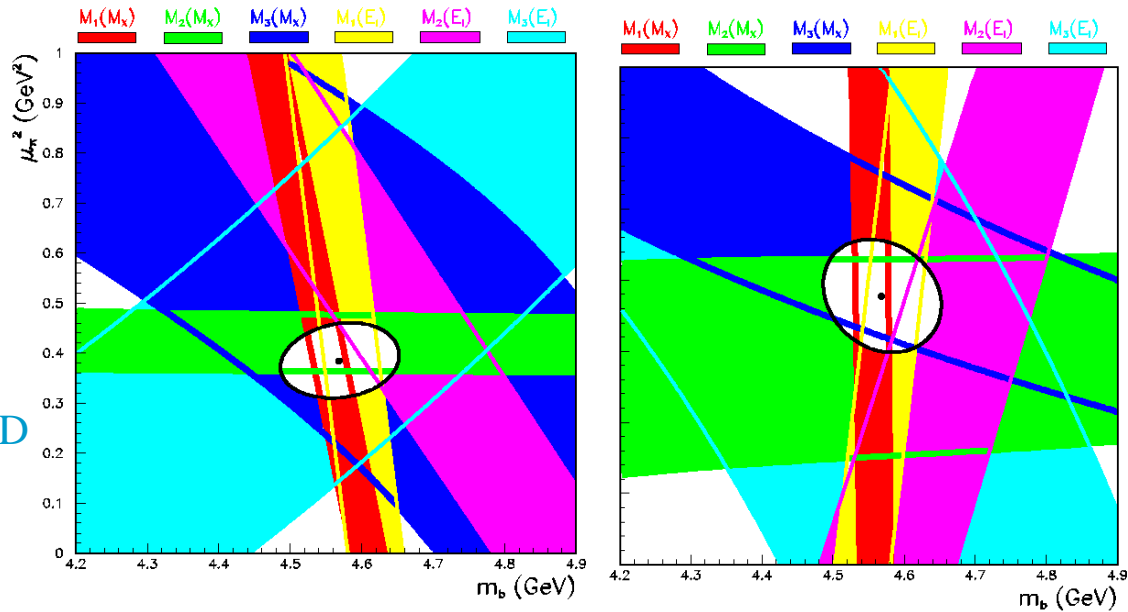 M₁(Mₓ) M₂(Mₓ) M₃(Mₓ) M₁(Eₗ) M₂(Eₗ) M₃(Eₗ)
M₁(Mₓ) M₂(Mₓ) M₃(Mₓ) M₁(Eₗ) M₂(Eₗ) M₃(Eₗ)
μ_π² (GeV²)
1
0.9
0.8
0.7
0.6
0.5
0.4
0.3
0.2
0.1
0
D
4.2 4.3 4.4 4.5 4.6 4.7 4.8 4.9
m_b (GeV)
4.2 4.3 4.4 4.5 4.6 4.7 4.8 4.9
m_b (GeV)